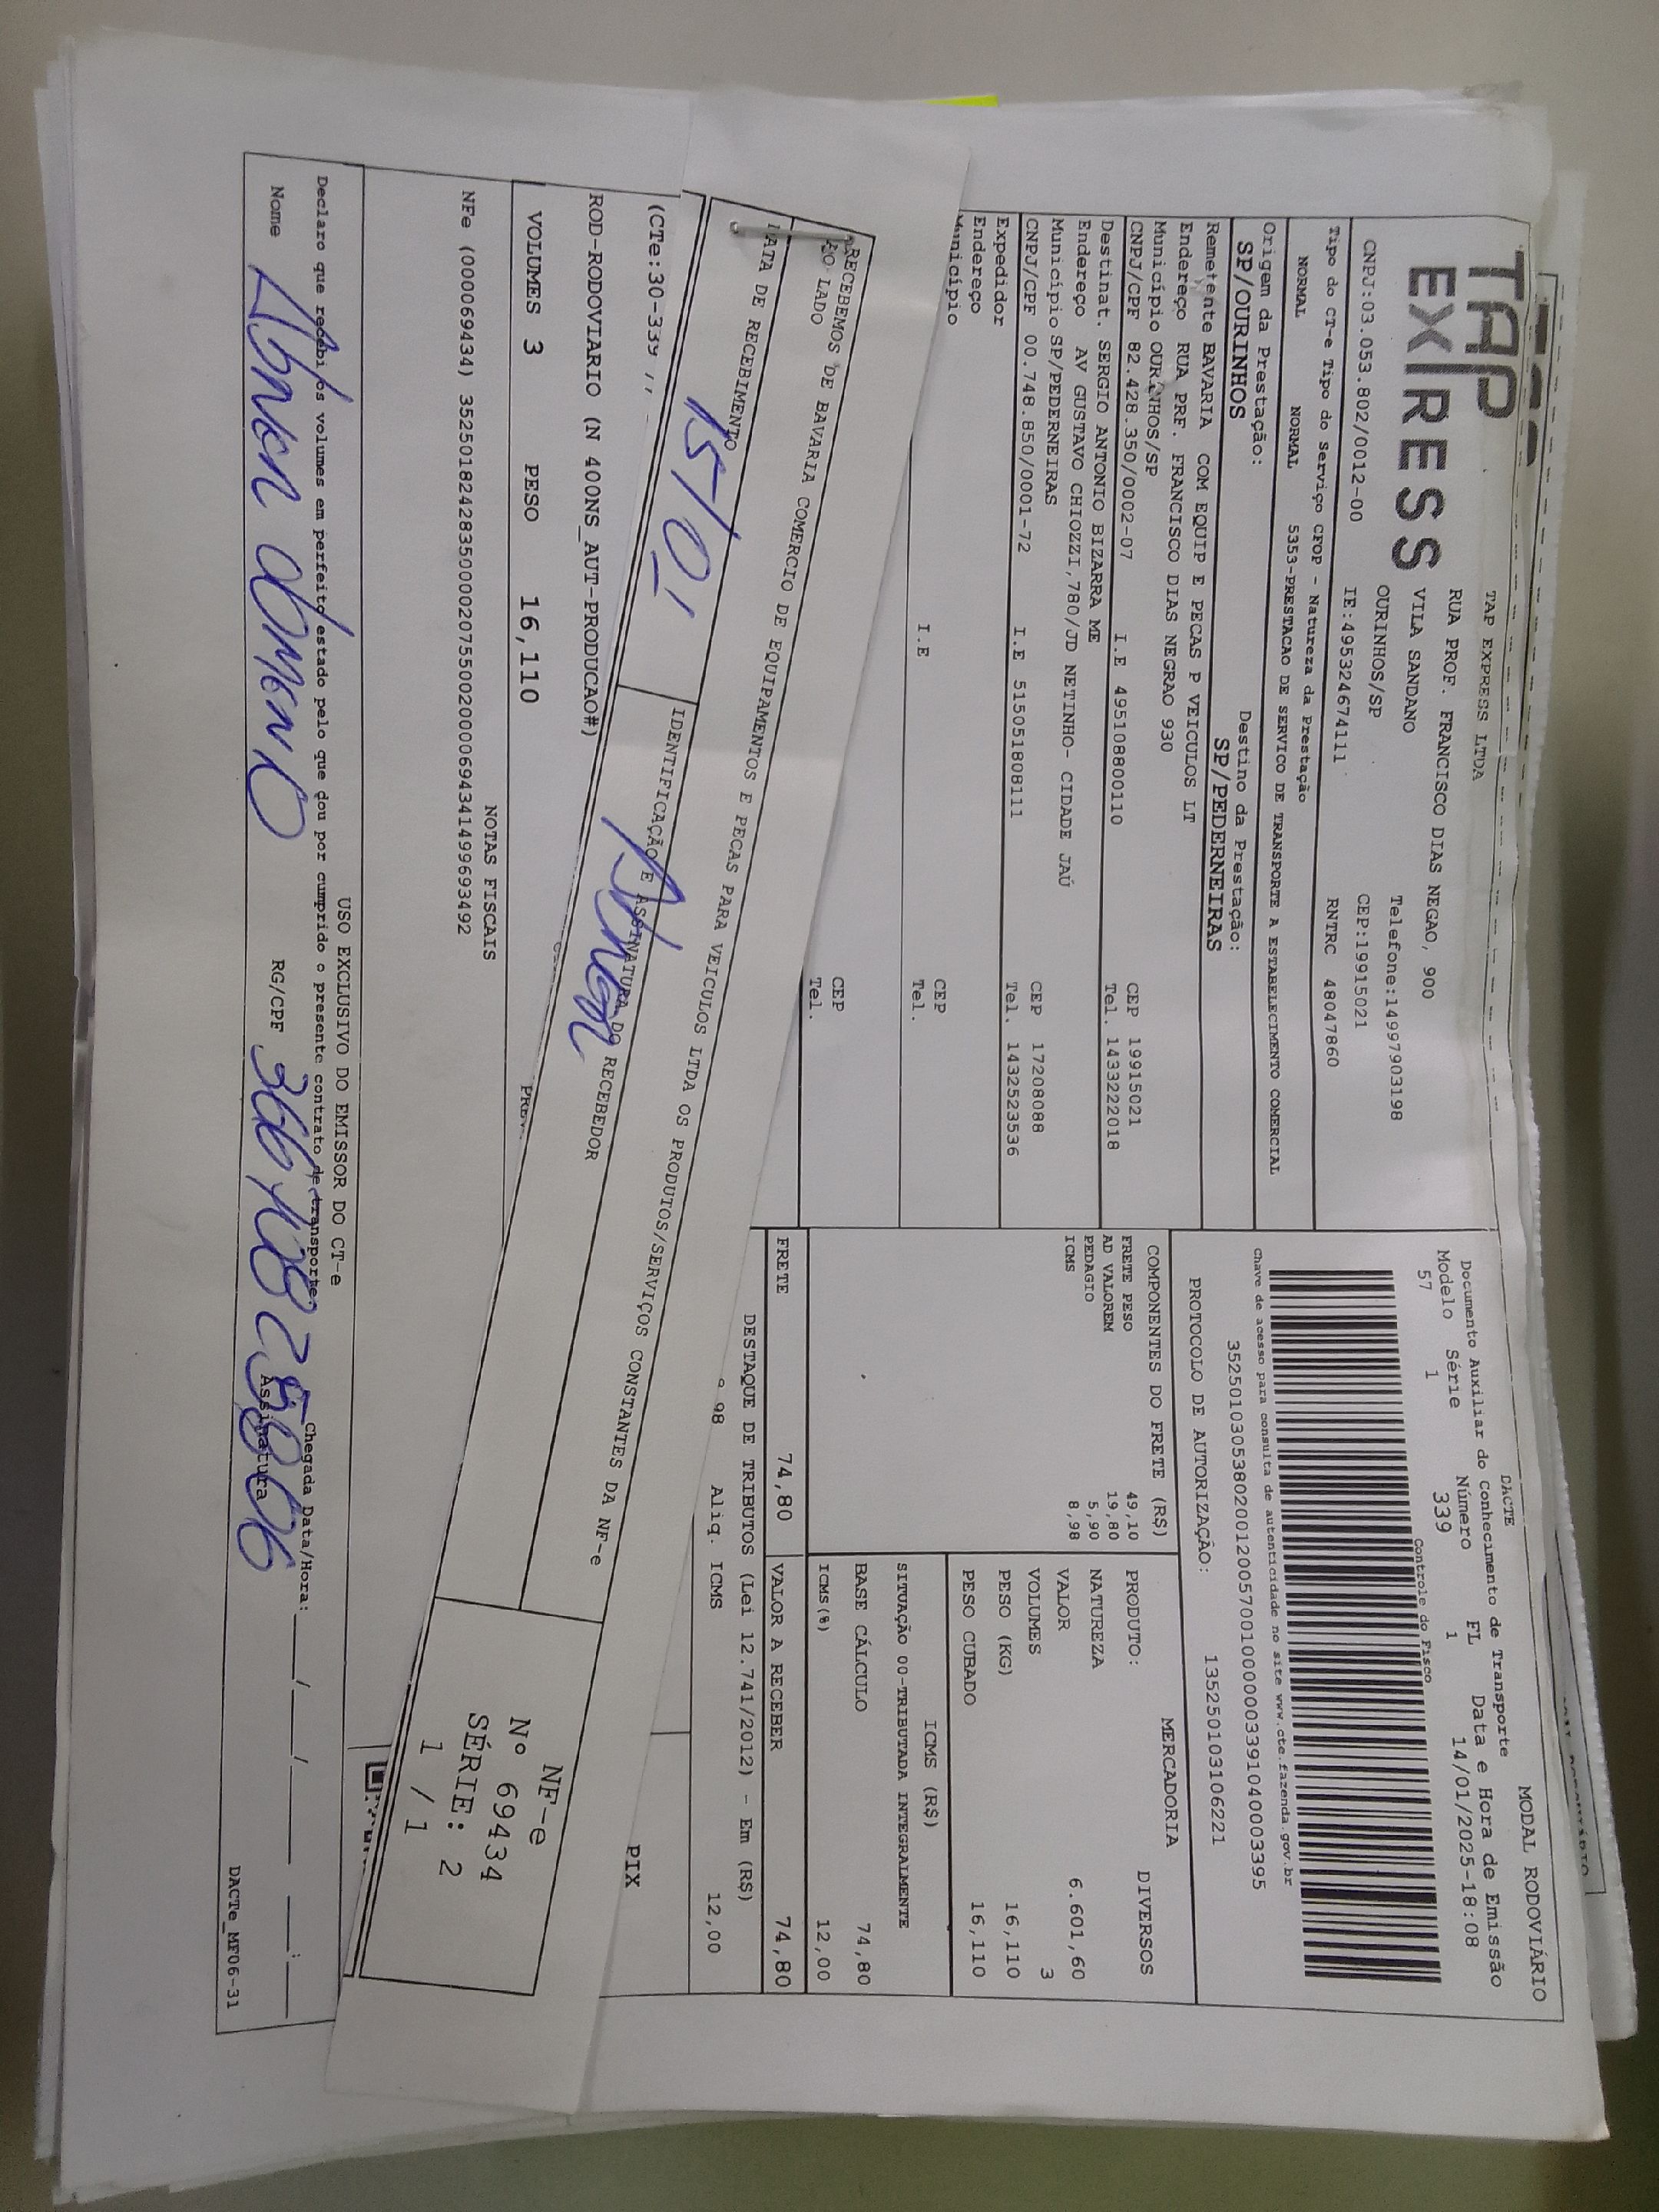 TAP
EXPRESS
TAP EXPRESS LTDA
RUA PROF. FRANCISCO DIAS NEGAO, 900
VILA SANDANO
OURINHOS/SP
Telefone:14997903198
CEP:19915021
CNPJ:03.053.802/0012-00 IE:495324674111 RNTRC 48047860
Tipo do CT-e Tipo do Serviço CFOP - Natureza da Prestação
NORMAL NORMAL 5353-PRESTACAO DE SERVICO DE TRANSPORTE A ESTABELECIMENTO COMERCIAL
Origem da Prestação: Destino da Prestação:
SP/OURINHOS SP/PEDERNEIRAS
Remetente BAVARIA COM EQUIP E PECAS P VEICULOS LT
Endereço RUA PRF. FRANCISCO DIAS NEGRAO 930
Município OURINHOS/SP CEP 19915021
CNPJ/CPF 82.428.350/0002-07 I.E 495108800110 Tel. 1433222018
Destinat. SERGIO ANTONIO BIZARRA ME
Endereço AV GUSTAVO CHIOZZI,780/JD NETINHO- CIDADE JAÚ
Município SP/PEDERNEIRAS CEP 17208088
CNPJ/CPF 00.748.850/0001-72 I.E 515051808111 Tel. 1432523536
Expedidor
Endereço
Município CEP
I.E Tel.
CEP
Tel.
MODAL RODOVIÁRIO
DACTE
Documento Auxiliar do Conhecimento de Transporte
Modelo Série Número FL Data e Hora de Emissão
57 1 339 1 14/01/2025-18:08
Controle do Fisco
Chave de acesso para consulta de autenticidade no site www.cte.fazenda.gov.br
35250103053802001200570010000003391040003395
PROTOCOLO DE AUTORIZAÇÃO: 135250103106221
COMPONENTES DO FRETE (R$)
FRETE PESO 49,10
AD VALOREM 19,80
PEDAGIO 5,90
ICMS 8,98
MERCADORIA
PRODUTO: DIVERSOS
NATUREZA
VALOR 6.601,60
VOLUMES 3
PESO (KG) 16,110
PESO CUBADO 16,110
ICMS (R$)
SITUAÇÃO 00-TRIBUTADA INTEGRALMENTE
BASE CÁLCULO 74,80
ICMS(%) 12,00
FRETE 74,80 VALOR A RECEBER 74,80
DESTAQUE DE TRIBUTOS (Lei 12.741/2012) - Em (R$)
98 Aliq. ICMS 12,00
PIX
RECEBEMOS DE BAVARIA COMERCIO DE EQUIPAMENTOS E PECAS PARA VEICULOS LTDA OS PRODUTOS/SERVIÇOS CONSTANTES DA NF-e
AO LADO
DATA DE RECEBIMENTO IDENTIFICAÇÃO E ASSINATURA DO RECEBEDOR
15/01
Abner
NF-e
Nº 69434
SÉRIE: 2
1 / 1
(CTe:30-339
ROD-RODOVIARIO (N 400NS_AUT-PRODUCAO#)
VOLUMES 3 PESO 16,110
NOTAS FISCAIS
NFe (000069434) 35250182428350000207550020000694341499693492
USO EXCLUSIVO DO EMISSOR DO CT-e
Declaro que recebi os volumes em perfeito estado pelo que dou por cumprido o presente contrato de transporte. Chegada Data/Hora: ___/___/___ ___:___
Nome Abner RG/CPF Assinatura
DACTe_MF06-31